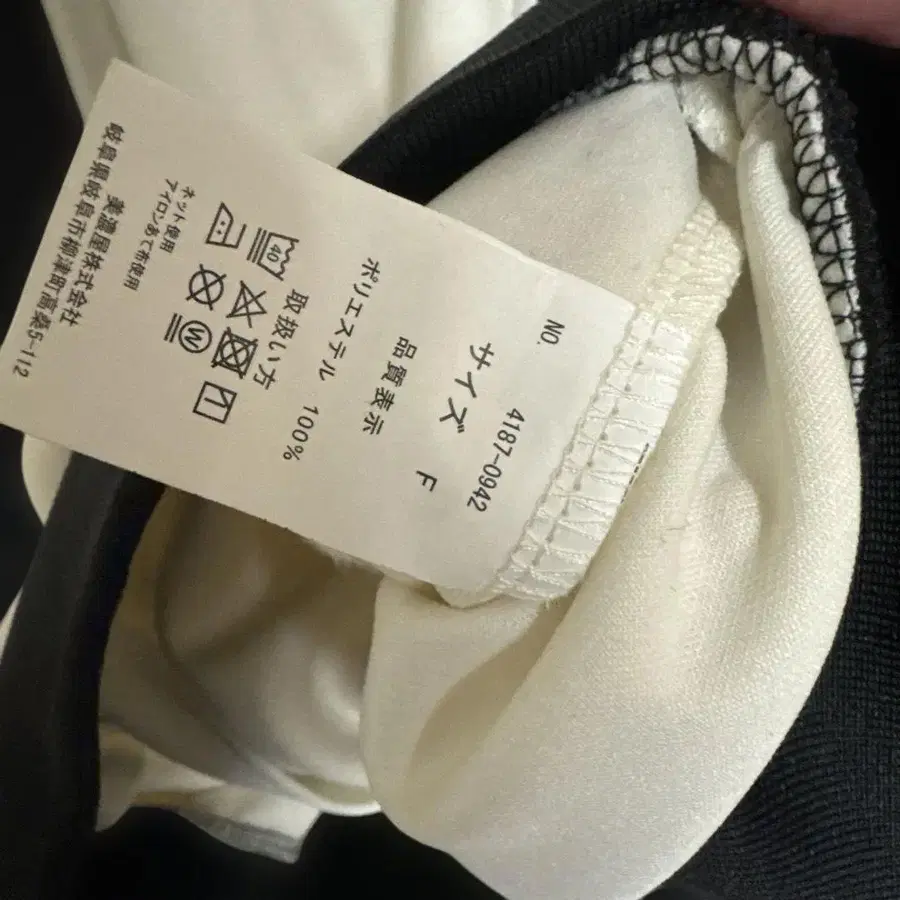 NO. 4187-0942
サイズ F
品質表示
ポリエステル 100%
取扱い方
40
W
ネット使用
アイロンあて布使用
美濃屋株式会社
岐阜県岐阜市柳津町高桑5-112